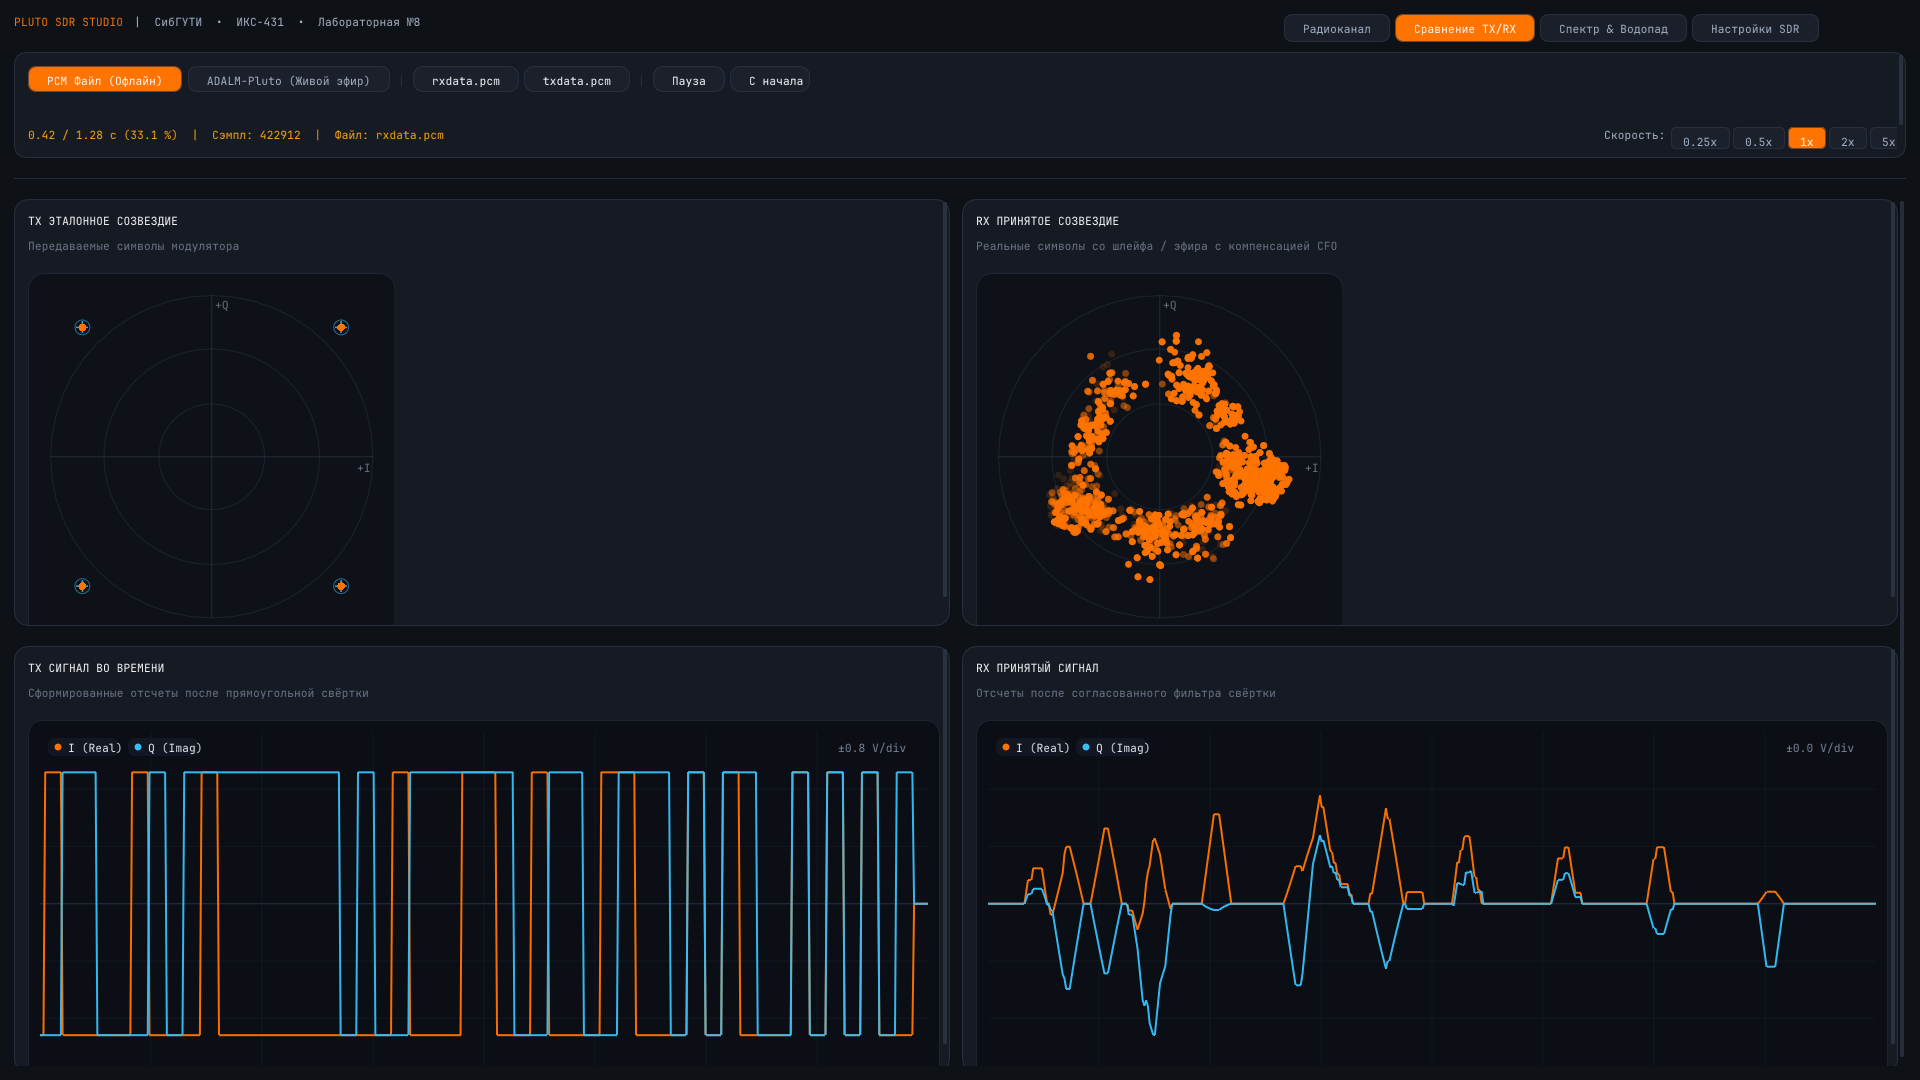 PLUTO SDR STUDIO | СибГУТИ • ИКС-431 • Лабораторная №8
Радиоканал Сравнение TX/RX Спектр & Водопад Настройки SDR
PCM Файл (Офлайн) ADALM-Pluto (Живой эфир) | rxdata.pcm txdata.pcm | Пауза С начала
0.42 / 1.28 с (33.1 %) | Сэмпл: 422912 | Файл: rxdata.pcm
Скорость: 0.25x 0.5x 1x 2x 5x
TX ЭТАЛОННОЕ СОЗВЕЗДИЕ
Передаваемые символы модулятора
+Q
+I
RX ПРИНЯТОЕ СОЗВЕЗДИЕ
Реальные символы со шлейфа / эфира с компенсацией CFO
+Q
+I
TX СИГНАЛ ВО ВРЕМЕНИ
Сформированные отсчеты после прямоугольной свёртки
I (Real) Q (Imag) ±0.8 V/div
RX ПРИНЯТЫЙ СИГНАЛ
Отсчеты после согласованного фильтра свёртки
I (Real) Q (Imag) ±0.0 V/div